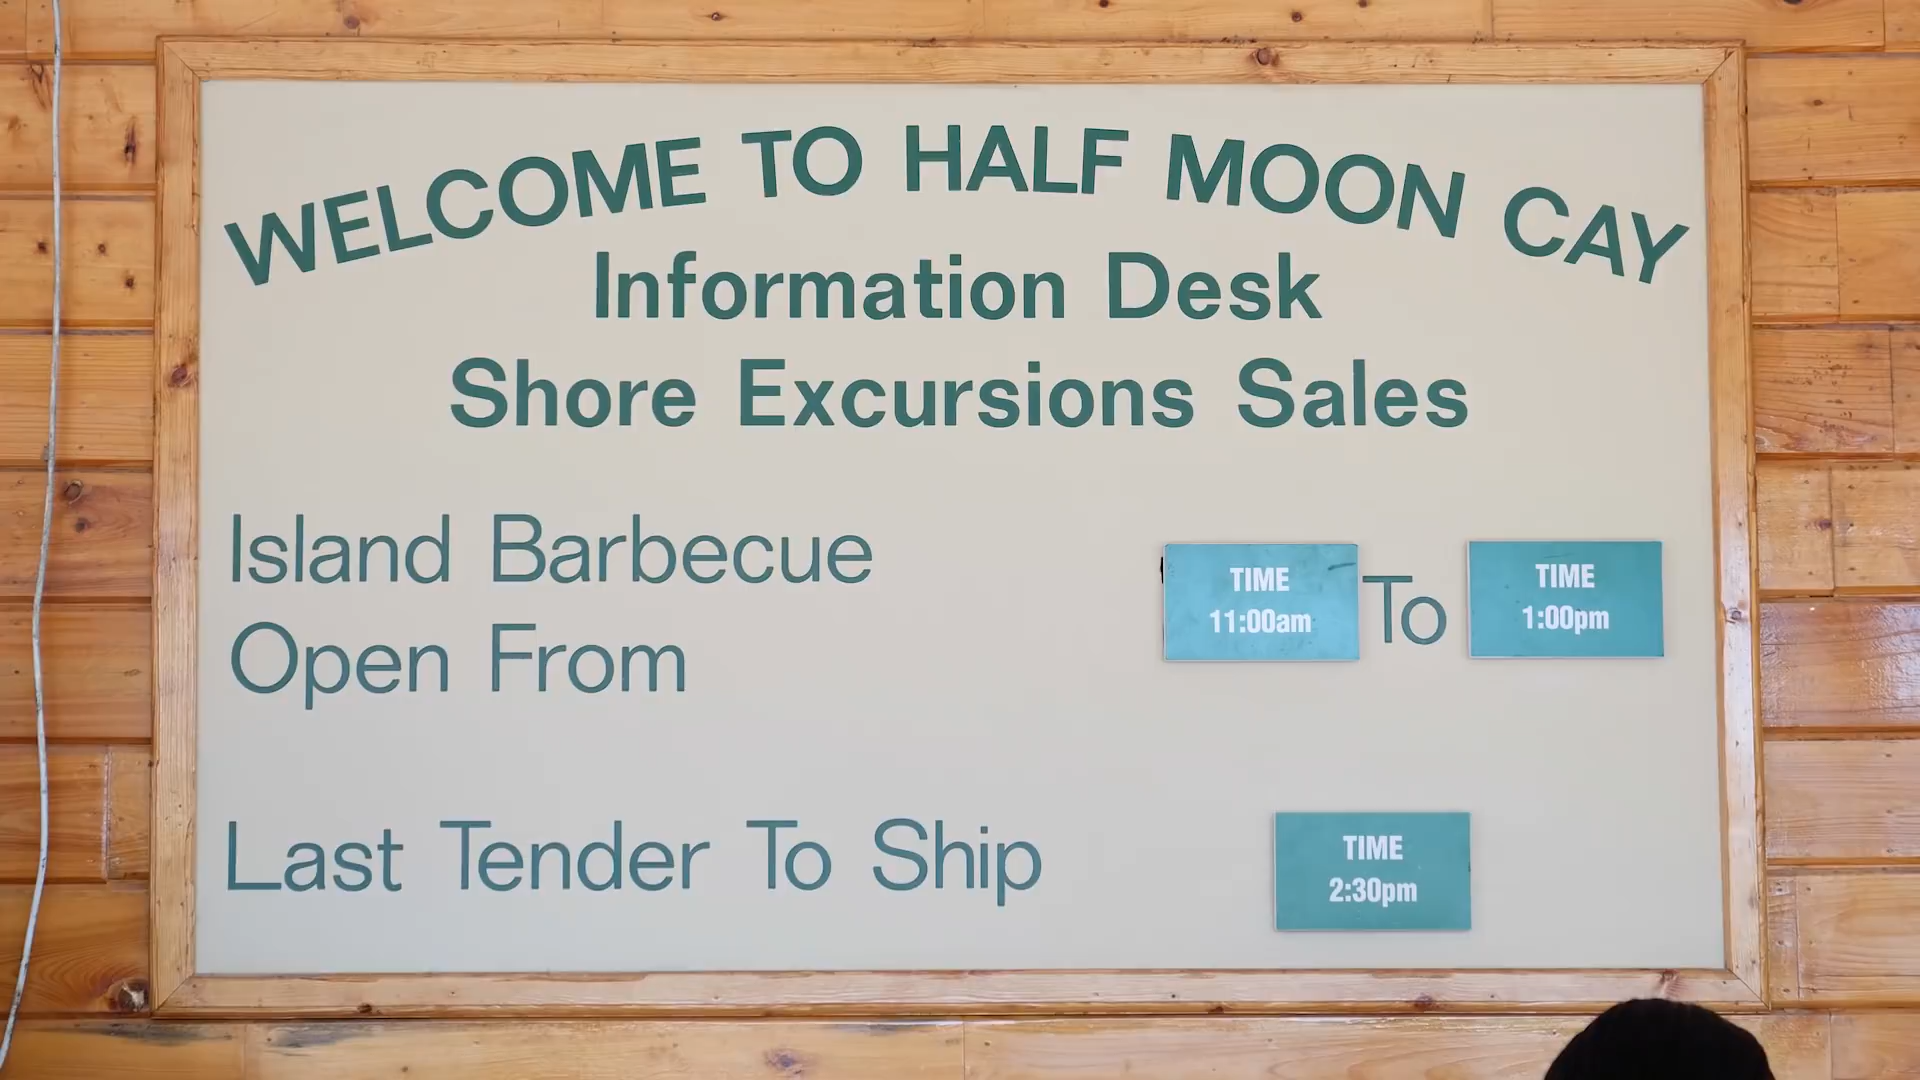 WELCOME TO HALF MOON CAY
Information Desk
Shore Excursions Sales
Island Barbecue
Open From
TIME
11:00am
To
TIME
1:00pm
Last Tender To Ship
TIME
2:30pm